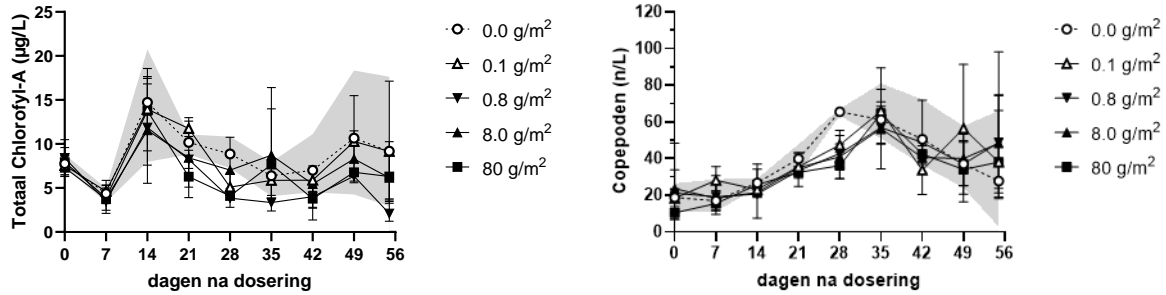 Totaal Chlorofyl-A (µg/L)
25
20
15
10
5
0
0 7 14 21 28 35 42 49 56
dagen na dosering
0.0 g/m²
0.1 g/m²
0.8 g/m²
8.0 g/m²
80 g/m²
Copepoden (n/L)
120
100
80
60
40
20
0
0 7 14 21 28 35 42 49 56
dagen na dosering
0.0 g/m²
0.1 g/m²
0.8 g/m²
8.0 g/m²
80 g/m²